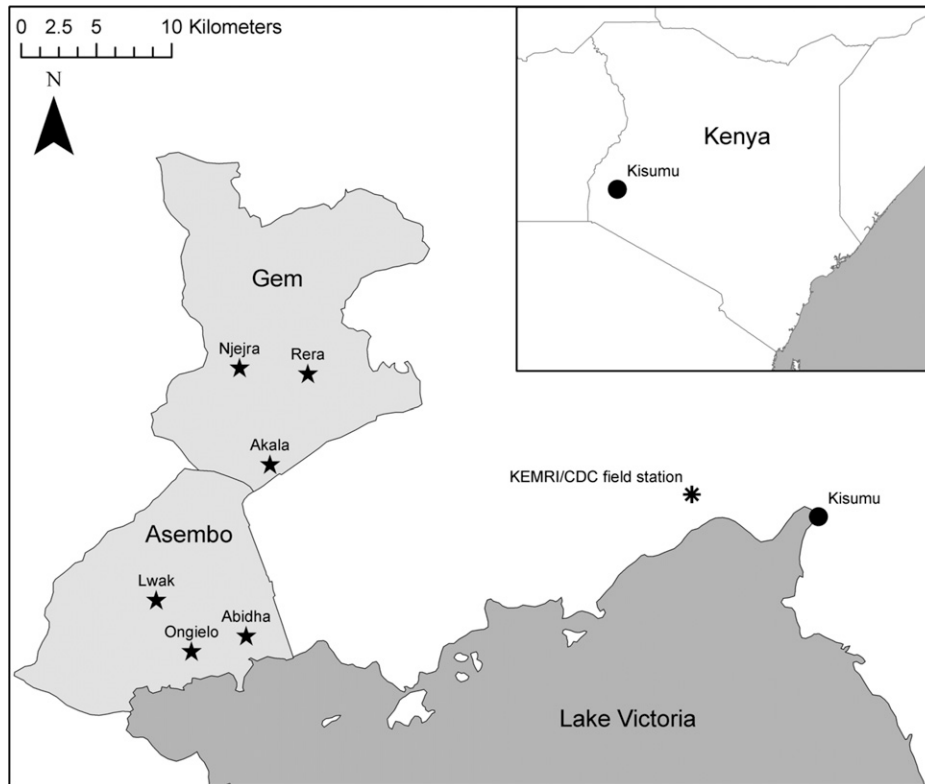 0 2.5 5 10 Kilometers
N
Kenya
Kisumu
Gem
Njejra
Rera
Akala
KEMRI/CDC field station
Kisumu
Asembo
Lwak
Abidha
Ongielo
Lake Victoria